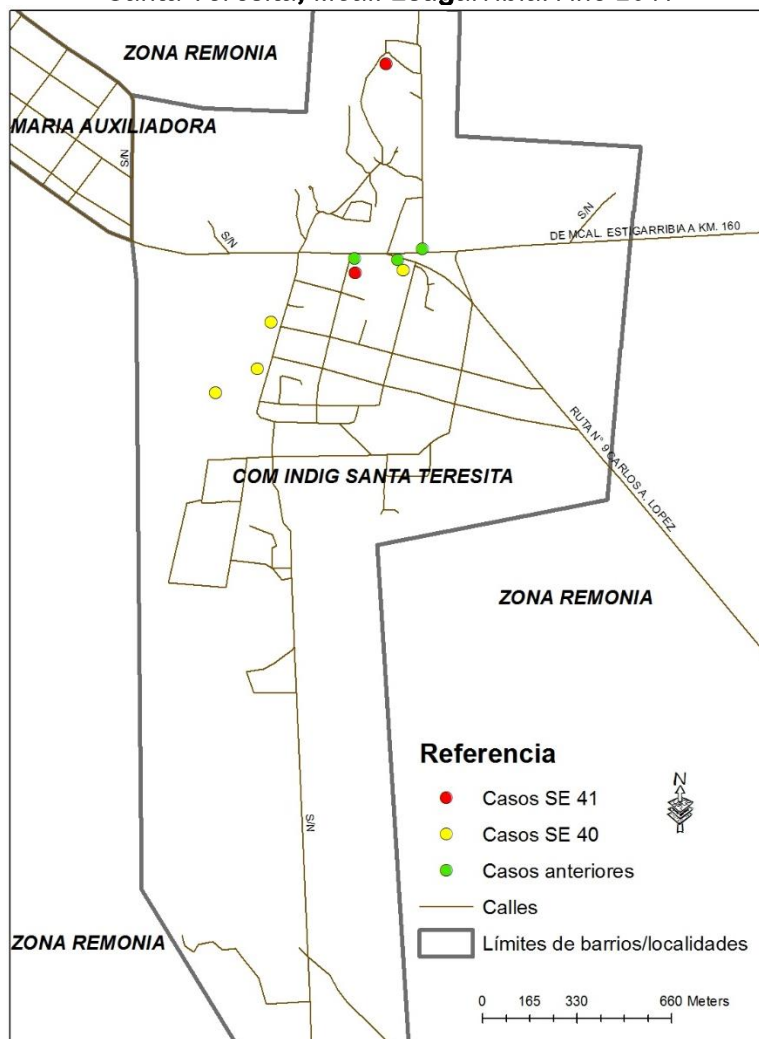 ZONA REMONIA
MARIA AUXILIADORA
S/N
S/N
S/N
DE MCAL. ESTIGARRIBIA A KM. 160
RUTA N° 9 CARLOS A. LOPEZ
COM INDIG SANTA TERESITA
ZONA REMONIA
S/N
ZONA REMONIA
Referencia
N
Casos SE 41
Casos SE 40
Casos anteriores
Calles
Límites de barrios/localidades
0 165 330 660 Meters